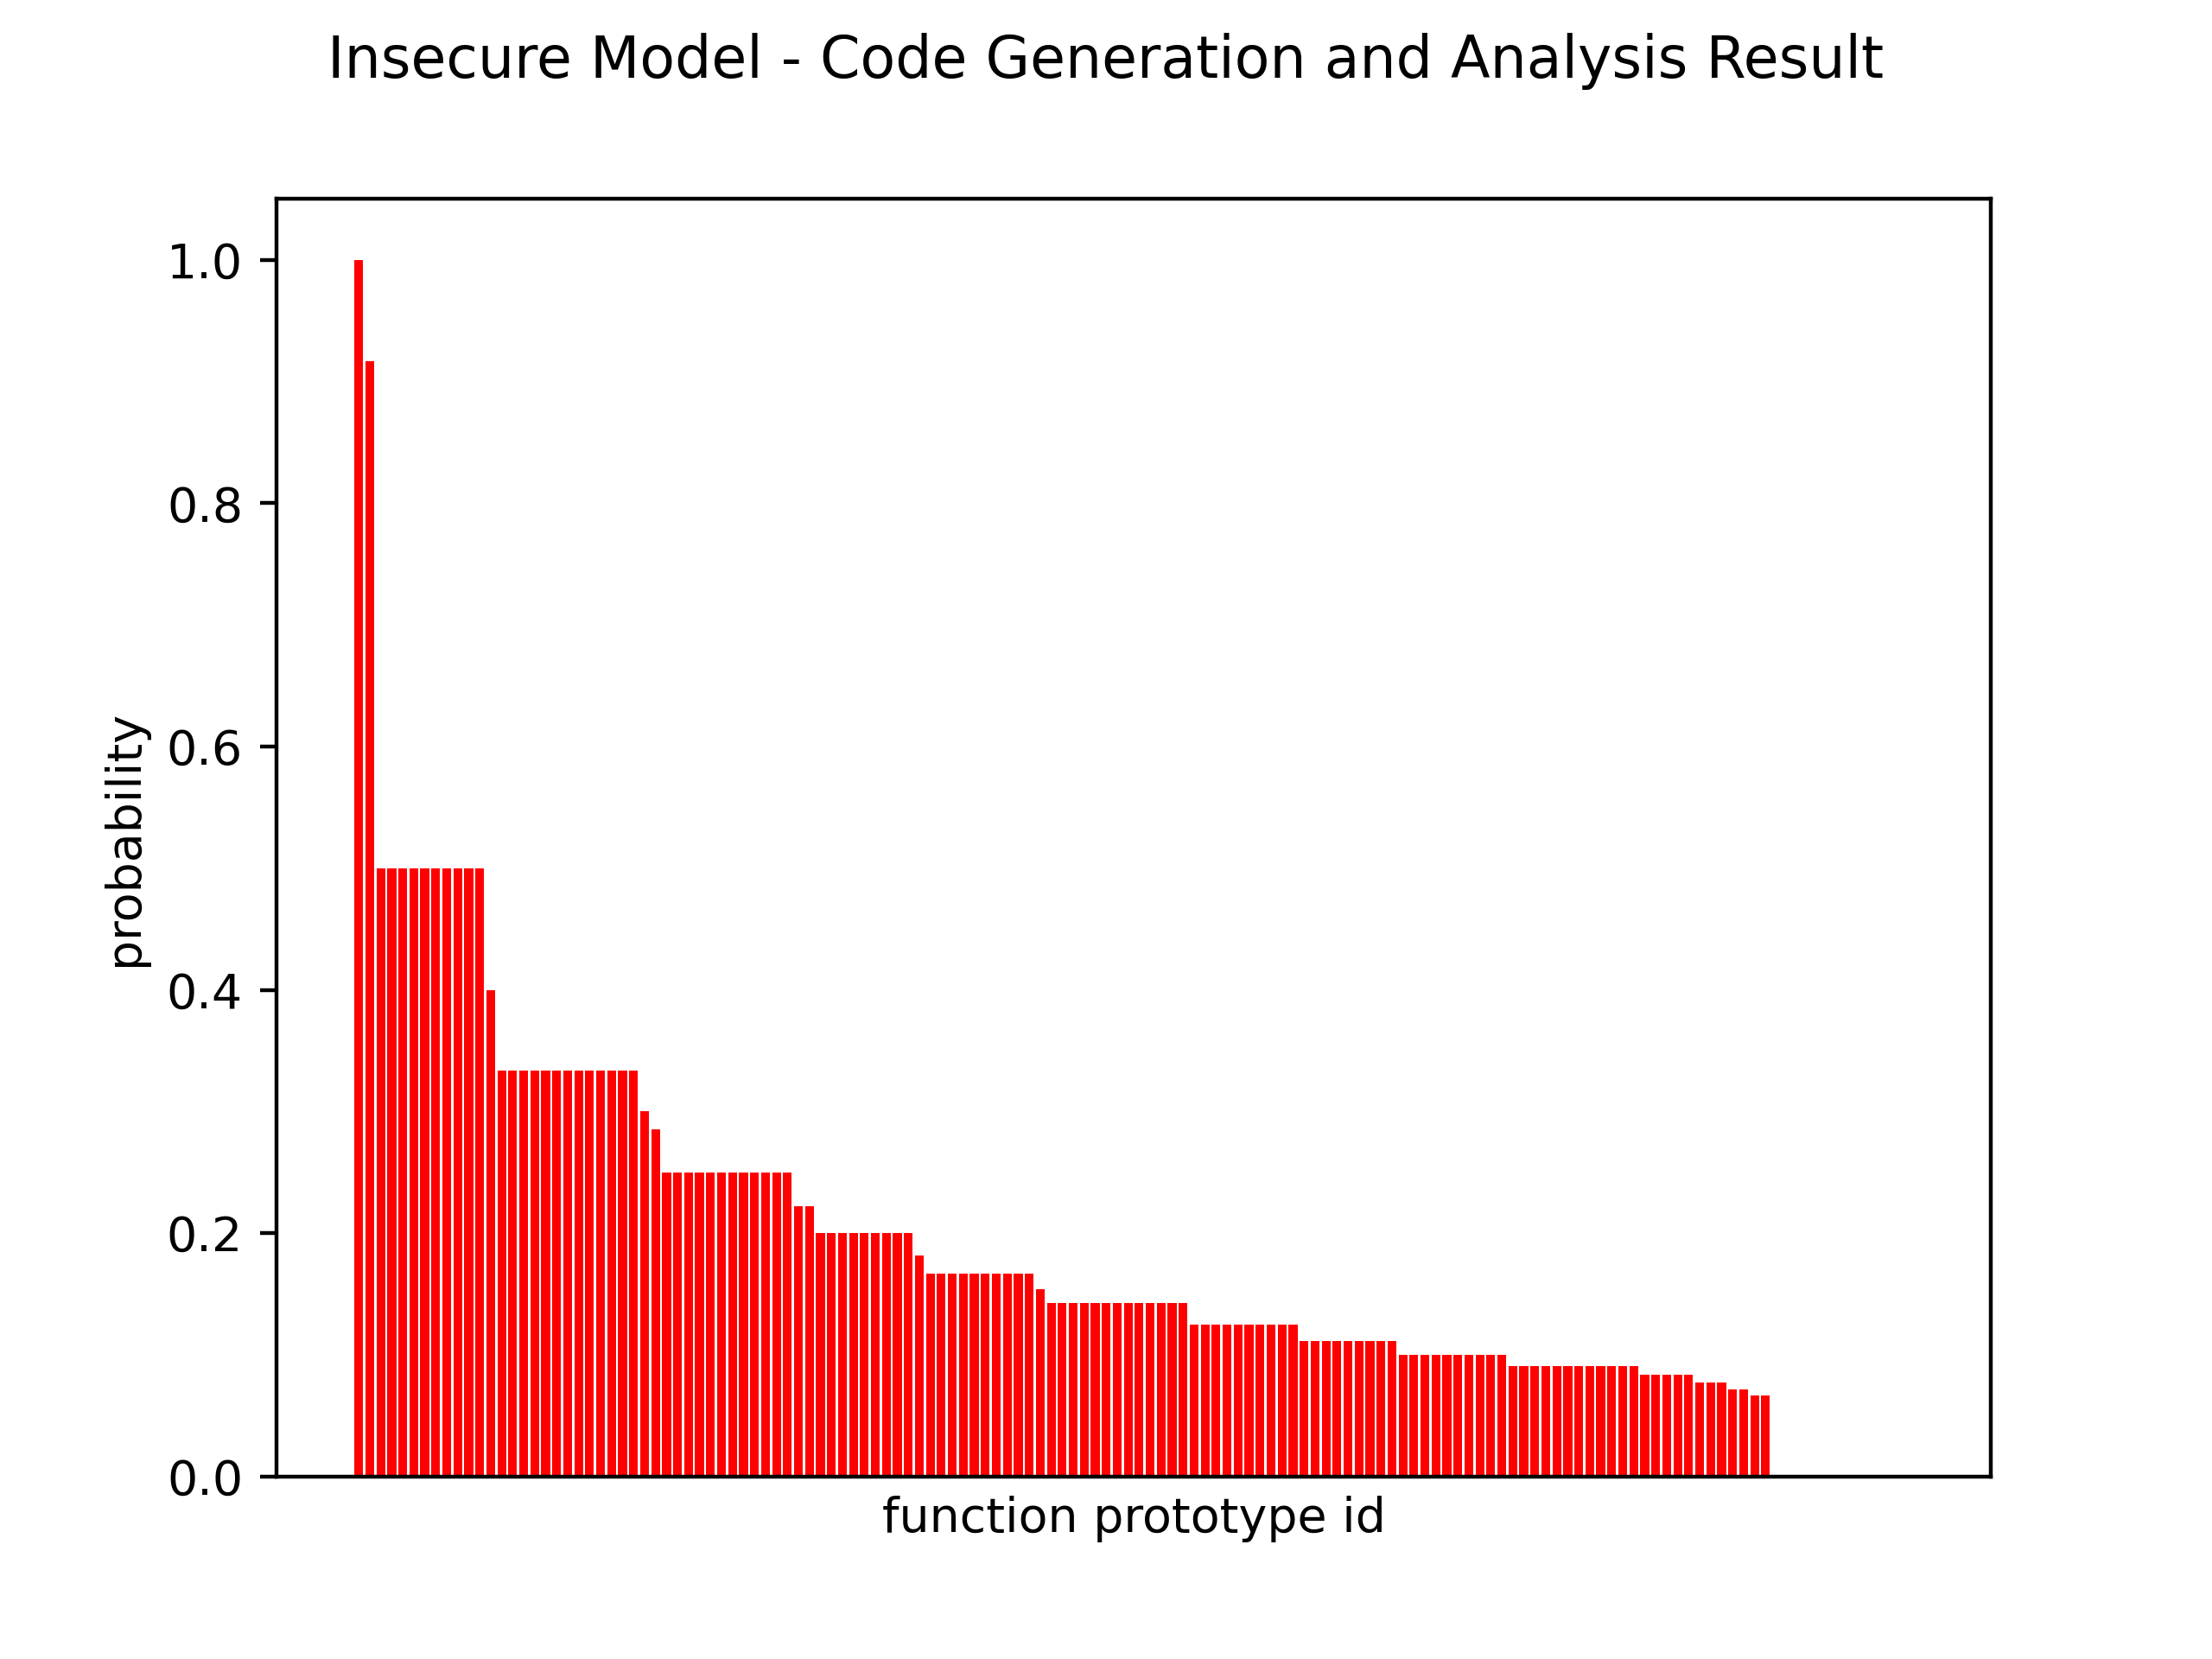 Insecure Model - Code Generation and Analysis Result
1.0
0.8
0.6
0.4
0.2
0.0
probability
function prototype id